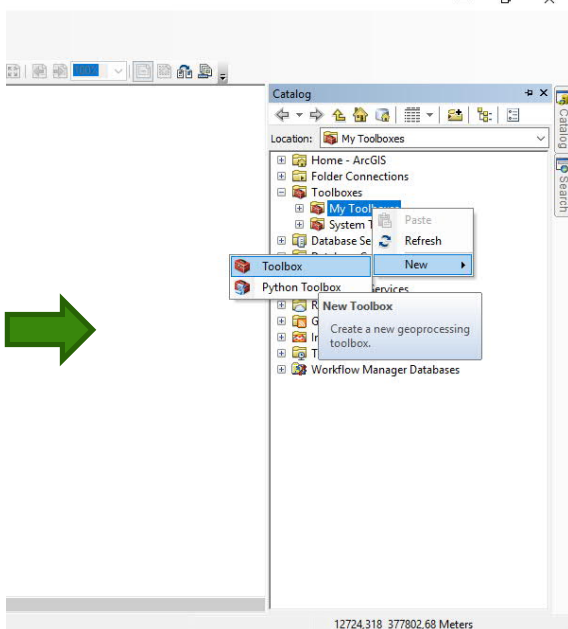 Catalog
Location: My Toolboxes
Home - ArcGIS
Folder Connections
Toolboxes
My Toolboxes
System T
Database Se
Paste
Refresh
New
Toolbox
Python Toolbox
ervices
R
G
In
T
Workflow Manager Databases
New Toolbox
Create a new geoprocessing
toolbox.
Catalog
Search
12724,318 377802,68 Meters